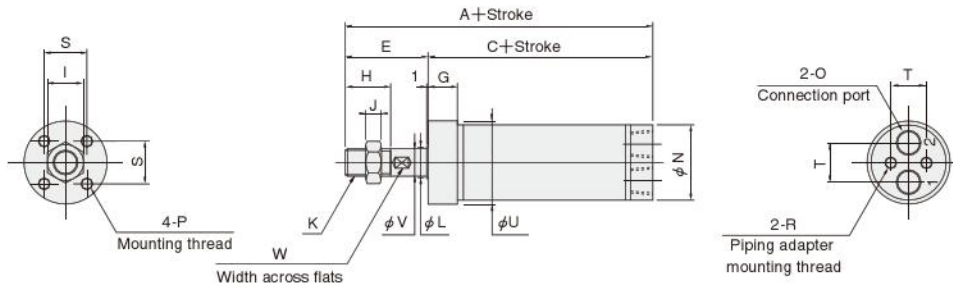 A+Stroke
E
C+Stroke
S
I
H
1
G
J
S
4-P
Mounting thread
K
W
Width across flats
φV
φL
φU
φN
2-O
Connection port
T
T
2
1
2-R
Piping adapter
mounting thread